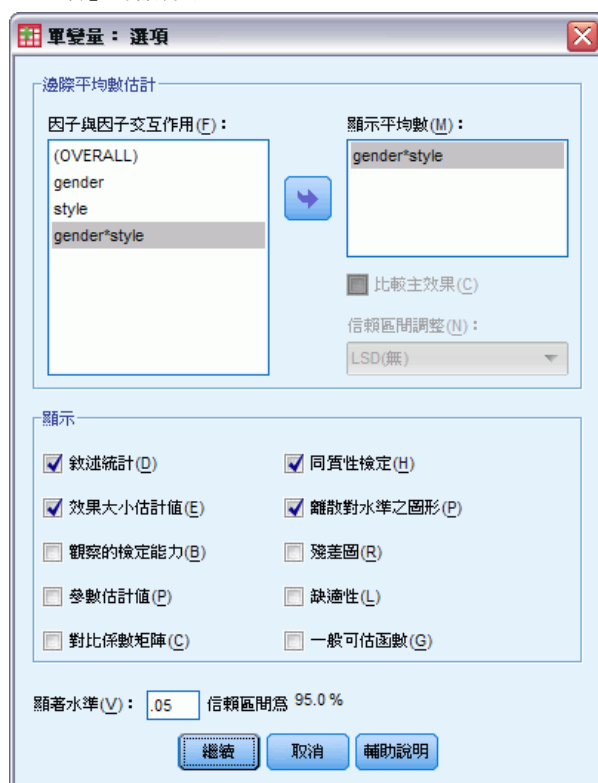 單變量：選項
邊際平均數估計
因子與因子交互作用(F)：
(OVERALL)
gender
style
gender*style
顯示平均數(M)：
gender*style
比較主效果(C)
信賴區間調整(N)：
LSD(無)
顯示
敘述統計(D)
同質性檢定(H)
效果大小估計值(E)
離散對水準之圖形(P)
觀察的檢定能力(B)
殘差圖(R)
參數估計值(P)
缺適性(L)
對比係數矩陣(C)
一般可估函數(G)
顯著水準(V)： .05 信賴區間為 95.0 %
繼續 取消 輔助說明